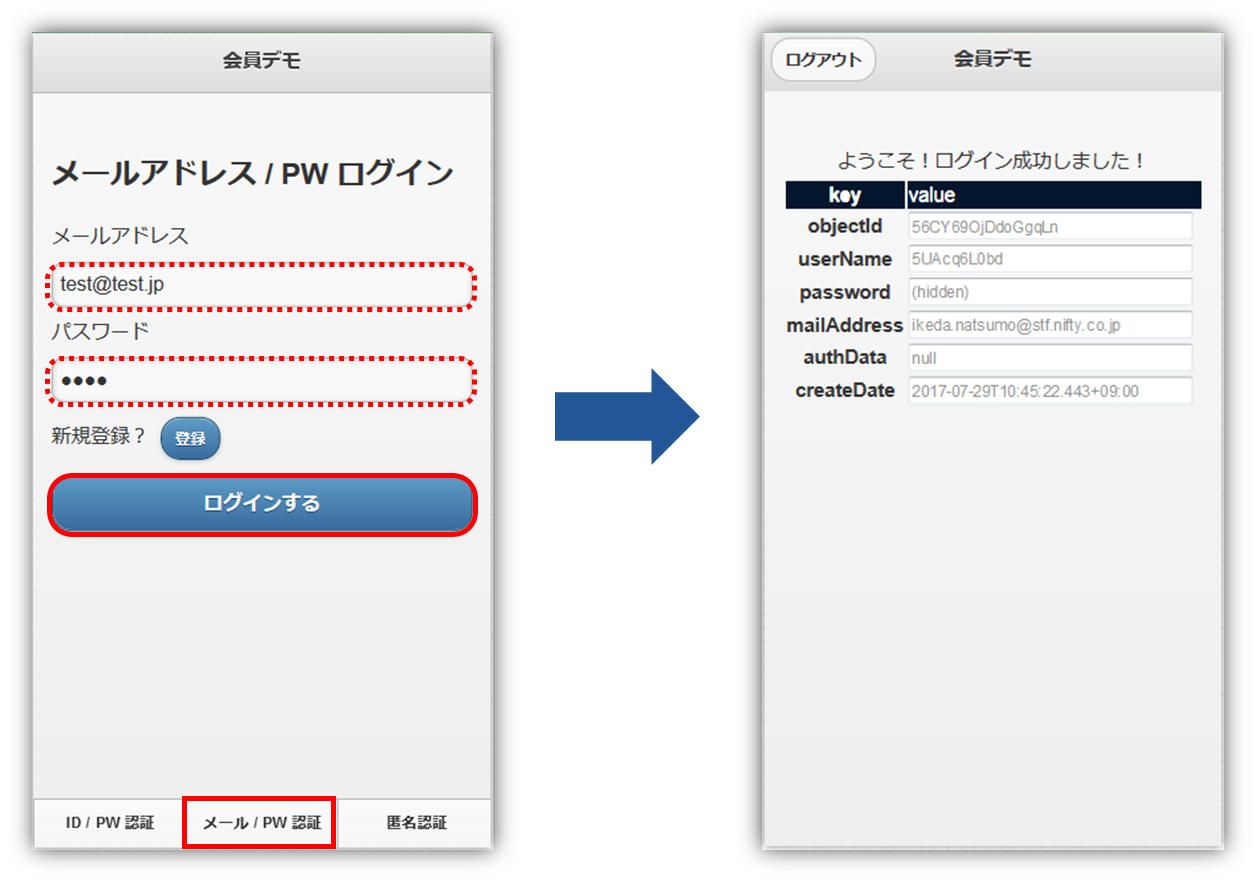 会員デモ
メールアドレス / PW ログイン
メールアドレス
test@test.jp
パスワード
●●●●
新規登録？ 登録
ログインする
ID / PW 認証 メール / PW 認証 匿名認証
ログアウト 会員デモ
ようこそ！ログイン成功しました！
key value
objectId 56CY69OjDdoGgqLn
userName 5UAcq6L0bd
password (hidden)
mailAddress ikeda.natsumo@stf.nifty.co.jp
authData null
createDate 2017-07-29T10:45:22.443+09:00